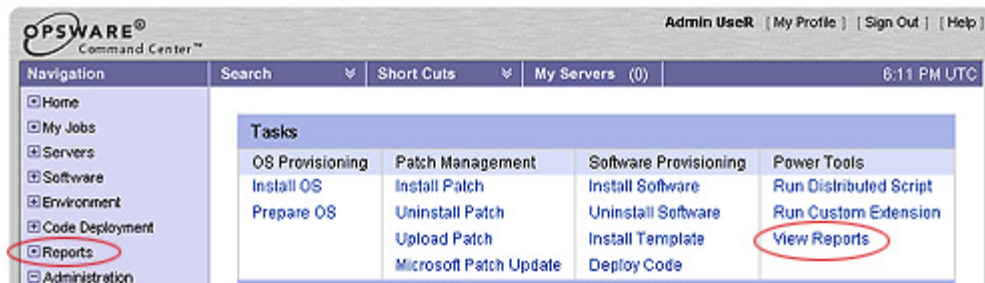 OPSWARE®
Command Center™
Admin UseR [ My Profile ] [ Sign Out ] [ Help ]
Navigation
Search
Short Cuts
My Servers (0)
6:11 PM UTC
Home
My Jobs
Servers
Software
Environment
Code Deployment
Reports
Administration
Tasks
OS Provisioning
Install OS
Prepare OS
Patch Management
Install Patch
Uninstall Patch
Upload Patch
Microsoft Patch Update
Software Provisioning
Install Software
Uninstall Software
Install Template
Deploy Code
Power Tools
Run Distributed Script
Run Custom Extension
View Reports